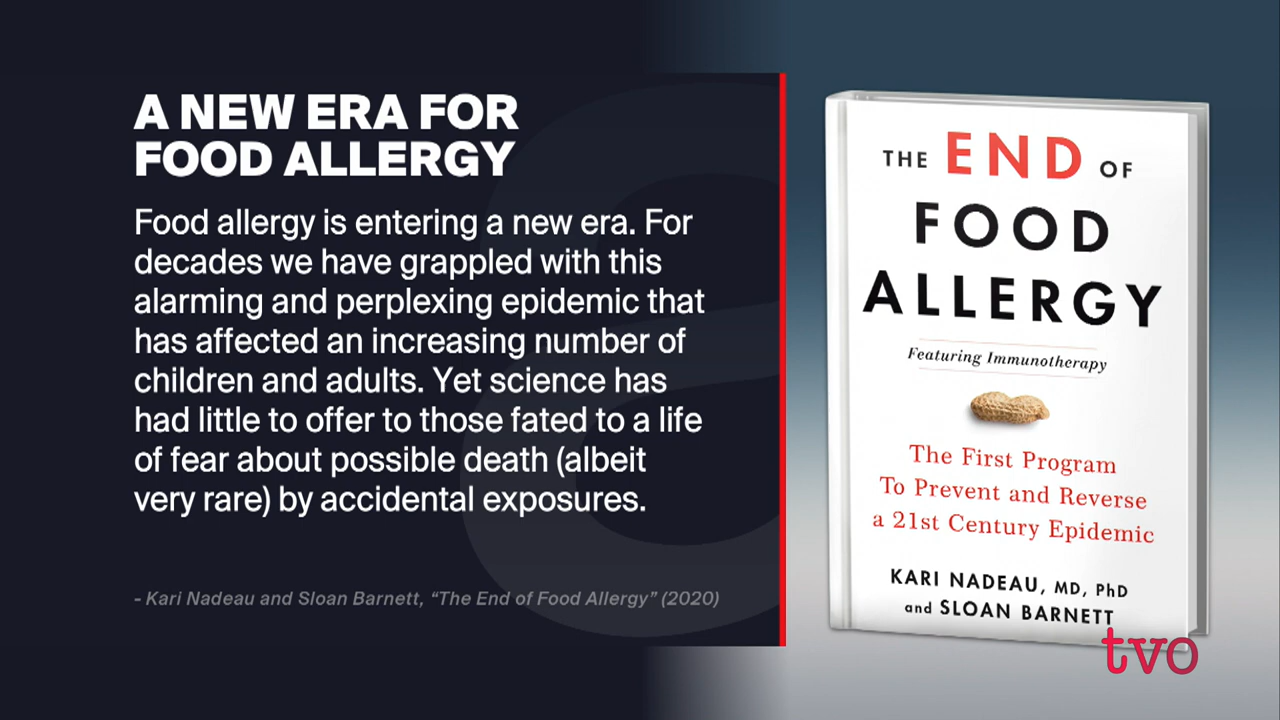 A NEW ERA FOR
FOOD ALLERGY
Food allergy is entering a new era. For
decades we have grappled with this
alarming and perplexing epidemic that
has affected an increasing number of
children and adults. Yet science has
had little to offer to those fated to a life
of fear about possible death (albeit
very rare) by accidental exposures.
- Kari Nadeau and Sloan Barnett, “The End of Food Allergy” (2020)
THE END OF
FOOD
ALLERGY
Featuring Immunotherapy
The First Program
To Prevent and Reverse
a 21st Century Epidemic
KARI NADEAU, MD, PhD
and SLOAN BARNETT
tvo